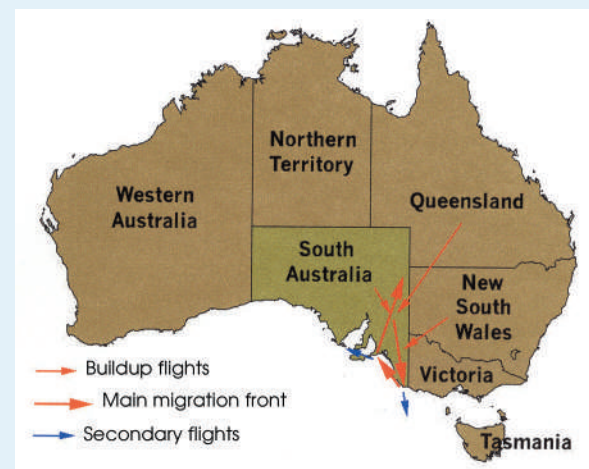 Northern
Territory
Western
Australia
Queensland
South
Australia
New
South
Wales
Victoria
Tasmania
Buildup flights
Main migration front
Secondary flights